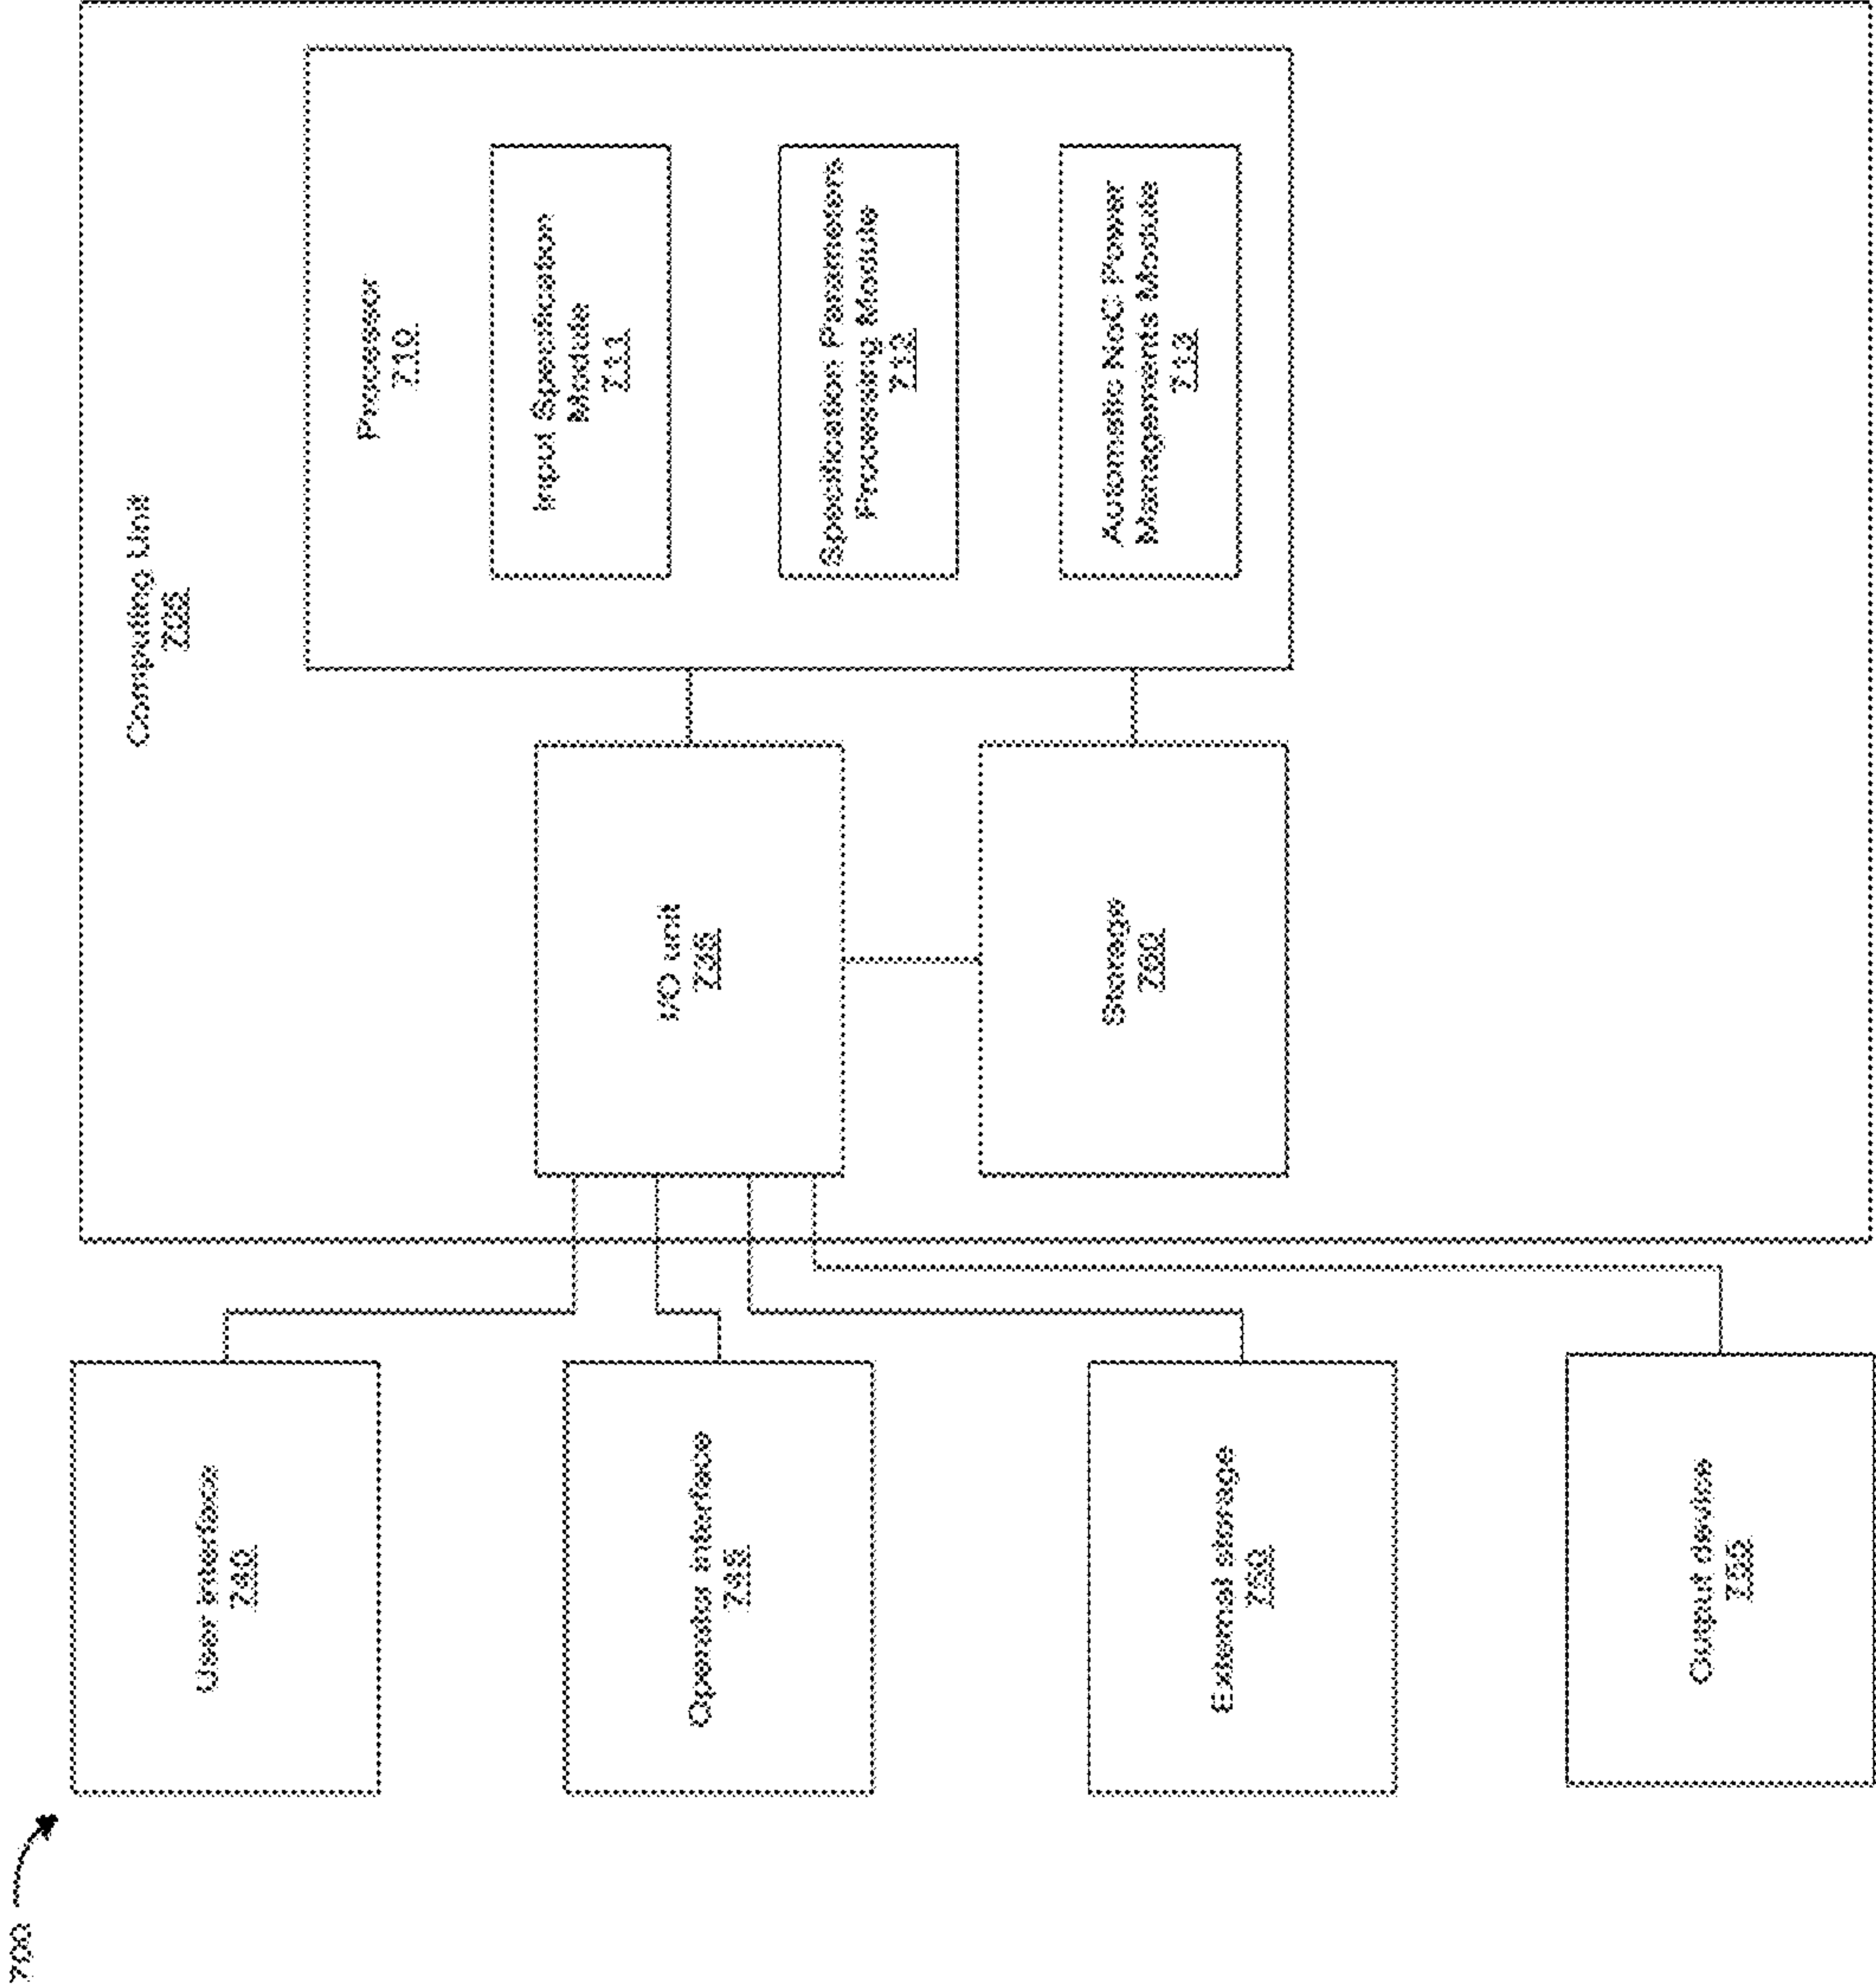 700
Computing Unit
705
Processor
710
Input Specification
Module
711
Specification Parameters
Processing Module
712
Automatic NoC Power
Managements Module
713
I/O unit
735
Storage
760
User interface
740
Operator interface
745
External storage
750
Output device
755